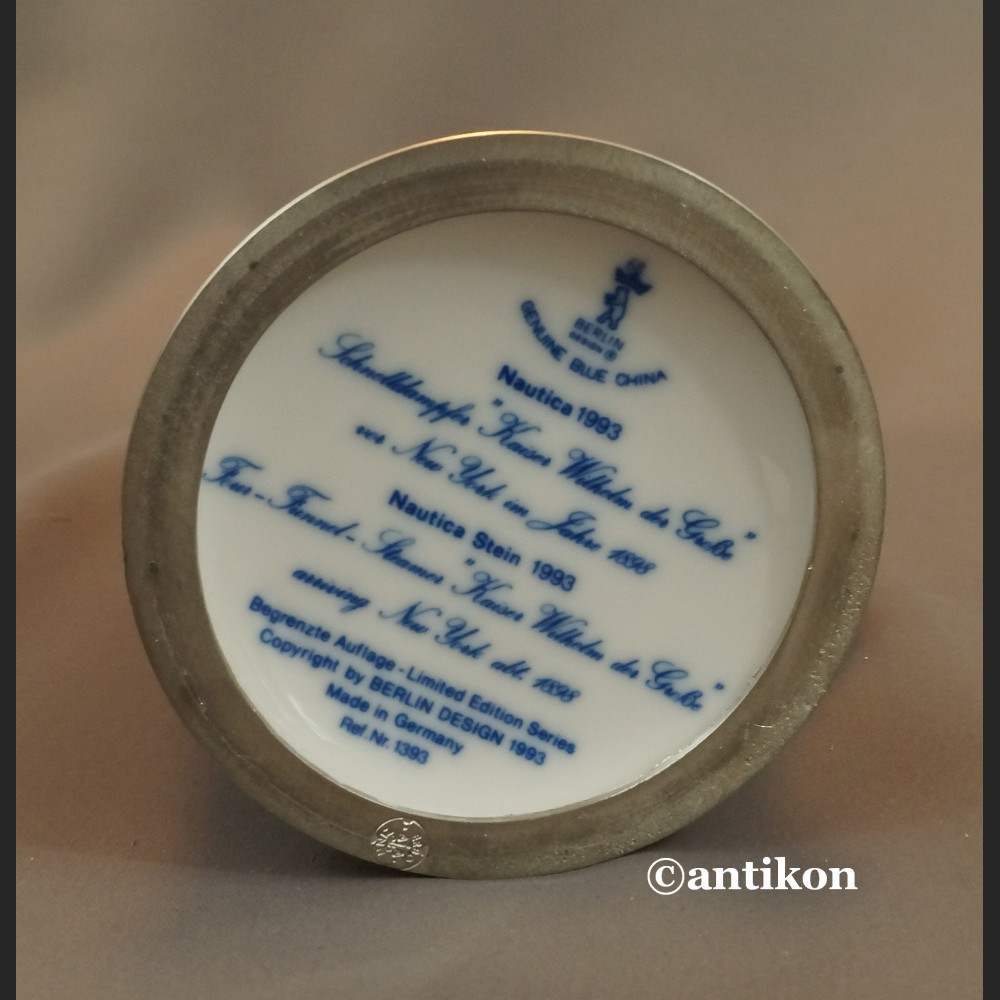 BERLIN
DESIGN ®
GENUINE BLUE CHINA
Nautica 1993
Schnelldampfer "Kaiser Wilhelm der Große"
vor New York im Jahre 1898
Nautica Stein 1993
Four-Funnel-Steamer "Kaiser Wilhelm der Große"
arriving New York abt. 1898
Begrenzte Auflage - Limited Edition Series
Copyright by BERLIN DESIGN 1993
Made in Germany
Ref. Nr. 1393
©antikon